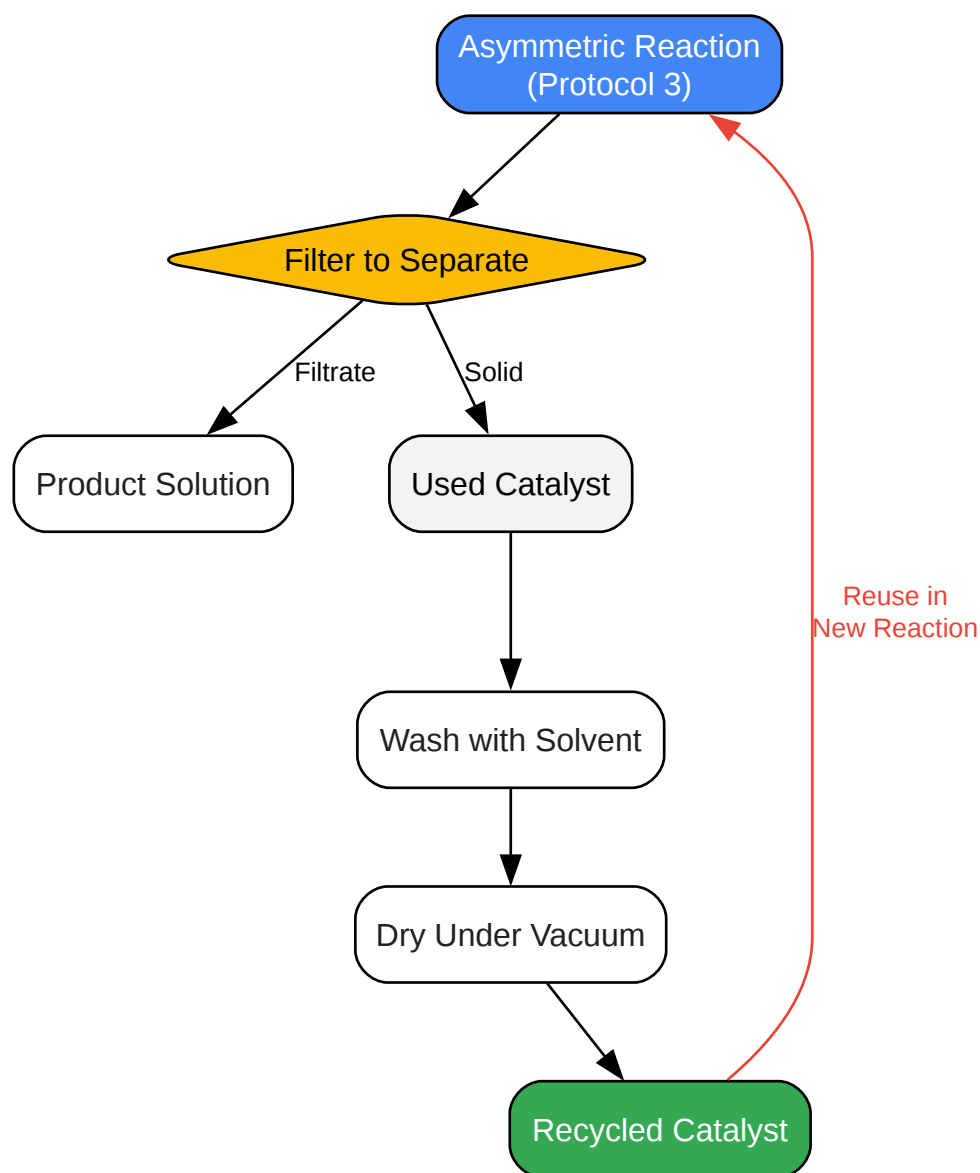 Asymmetric Reaction
(Protocol 3)
Filter to Separate
Filtrate
Solid
Product Solution
Used Catalyst
Reuse in
New Reaction
Wash with Solvent
Dry Under Vacuum
Recycled Catalyst